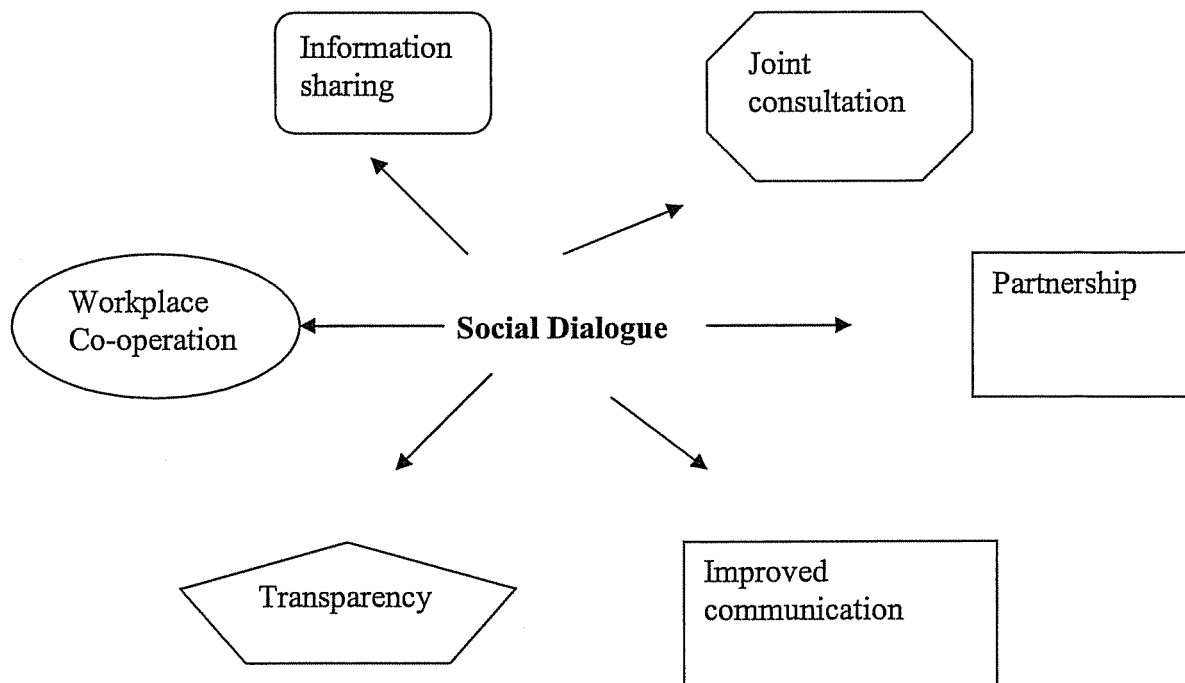 Information
sharing
Joint
consultation
Workplace
Co-operation
Social Dialogue
Partnership
Transparency
Improved
communication